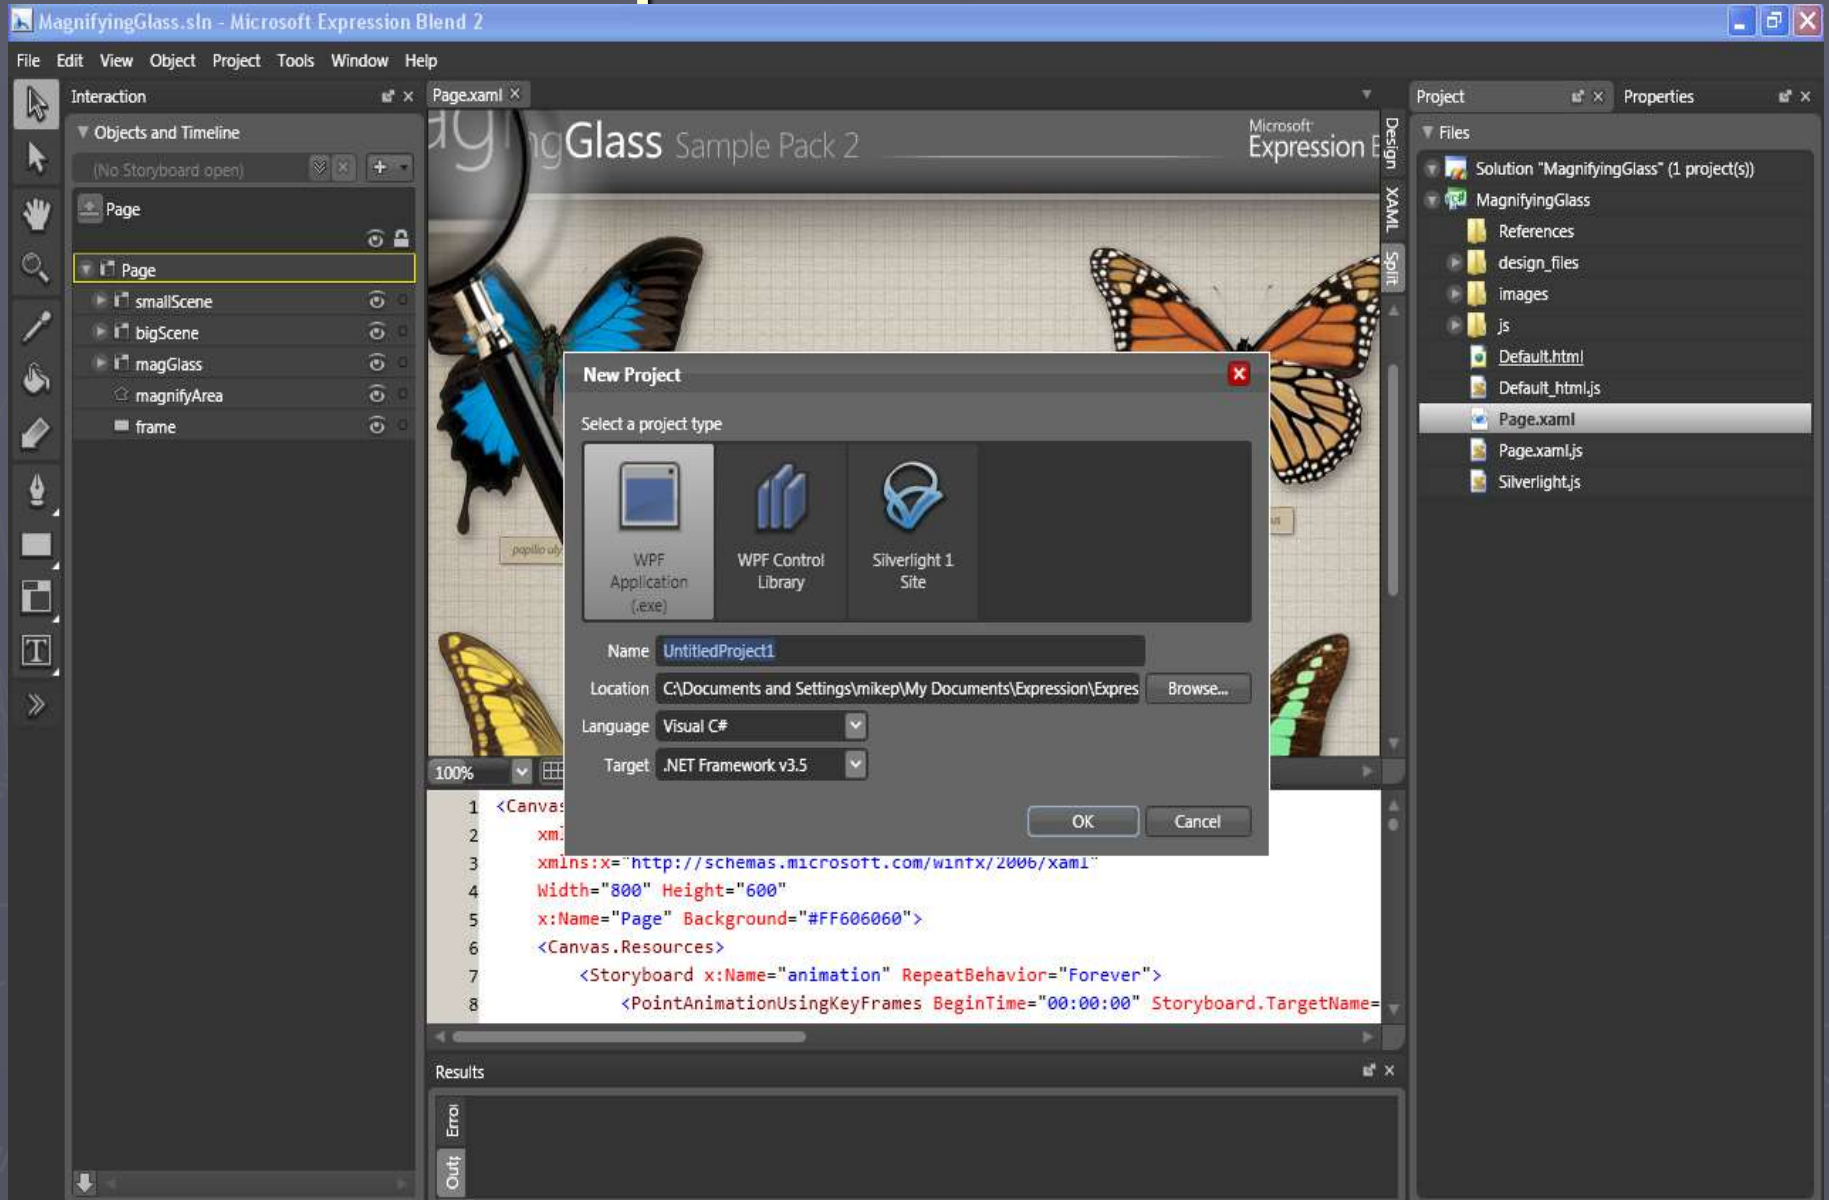 MagnifyingGlass.sln - Microsoft Expression Blend 2
File Edit View Object Project Tools Window Help
Interaction
Objects and Timeline
(No Storyboard open)
Page
Page
smallScene
bigScene
magGlass
magnifyArea
frame
Page.xaml
Glass Sample Pack 2
Microsoft
Expression
Design
XAML
Split
papilio uly
New Project
Select a project type
WPF
Application
(.exe)
WPF Control
Library
Silverlight 1
Site
Name UntitledProject1
Location C:\Documents and Settings\mikep\My Documents\Expression\Expres Browse...
Language Visual C#
Target .NET Framework v3.5
OK Cancel
100%
1 <Canvas
2 xml
3 xmlns:x="http://schemas.microsoft.com/winfx/2006/xaml"
4 Width="800" Height="600"
5 x:Name="Page" Background="#FF606060">
6 <Canvas.Resources>
7 <Storyboard x:Name="animation" RepeatBehavior="Forever">
8 <PointAnimationUsingKeyFrames BeginTime="00:00:00" Storyboard.TargetName=
Results
Error
Outp
Project Properties
Files
Solution "MagnifyingGlass" (1 project(s))
MagnifyingGlass
References
design_files
images
js
Default.html
Default_html.js
Page.xaml
Page.xaml.js
Silverlight.js